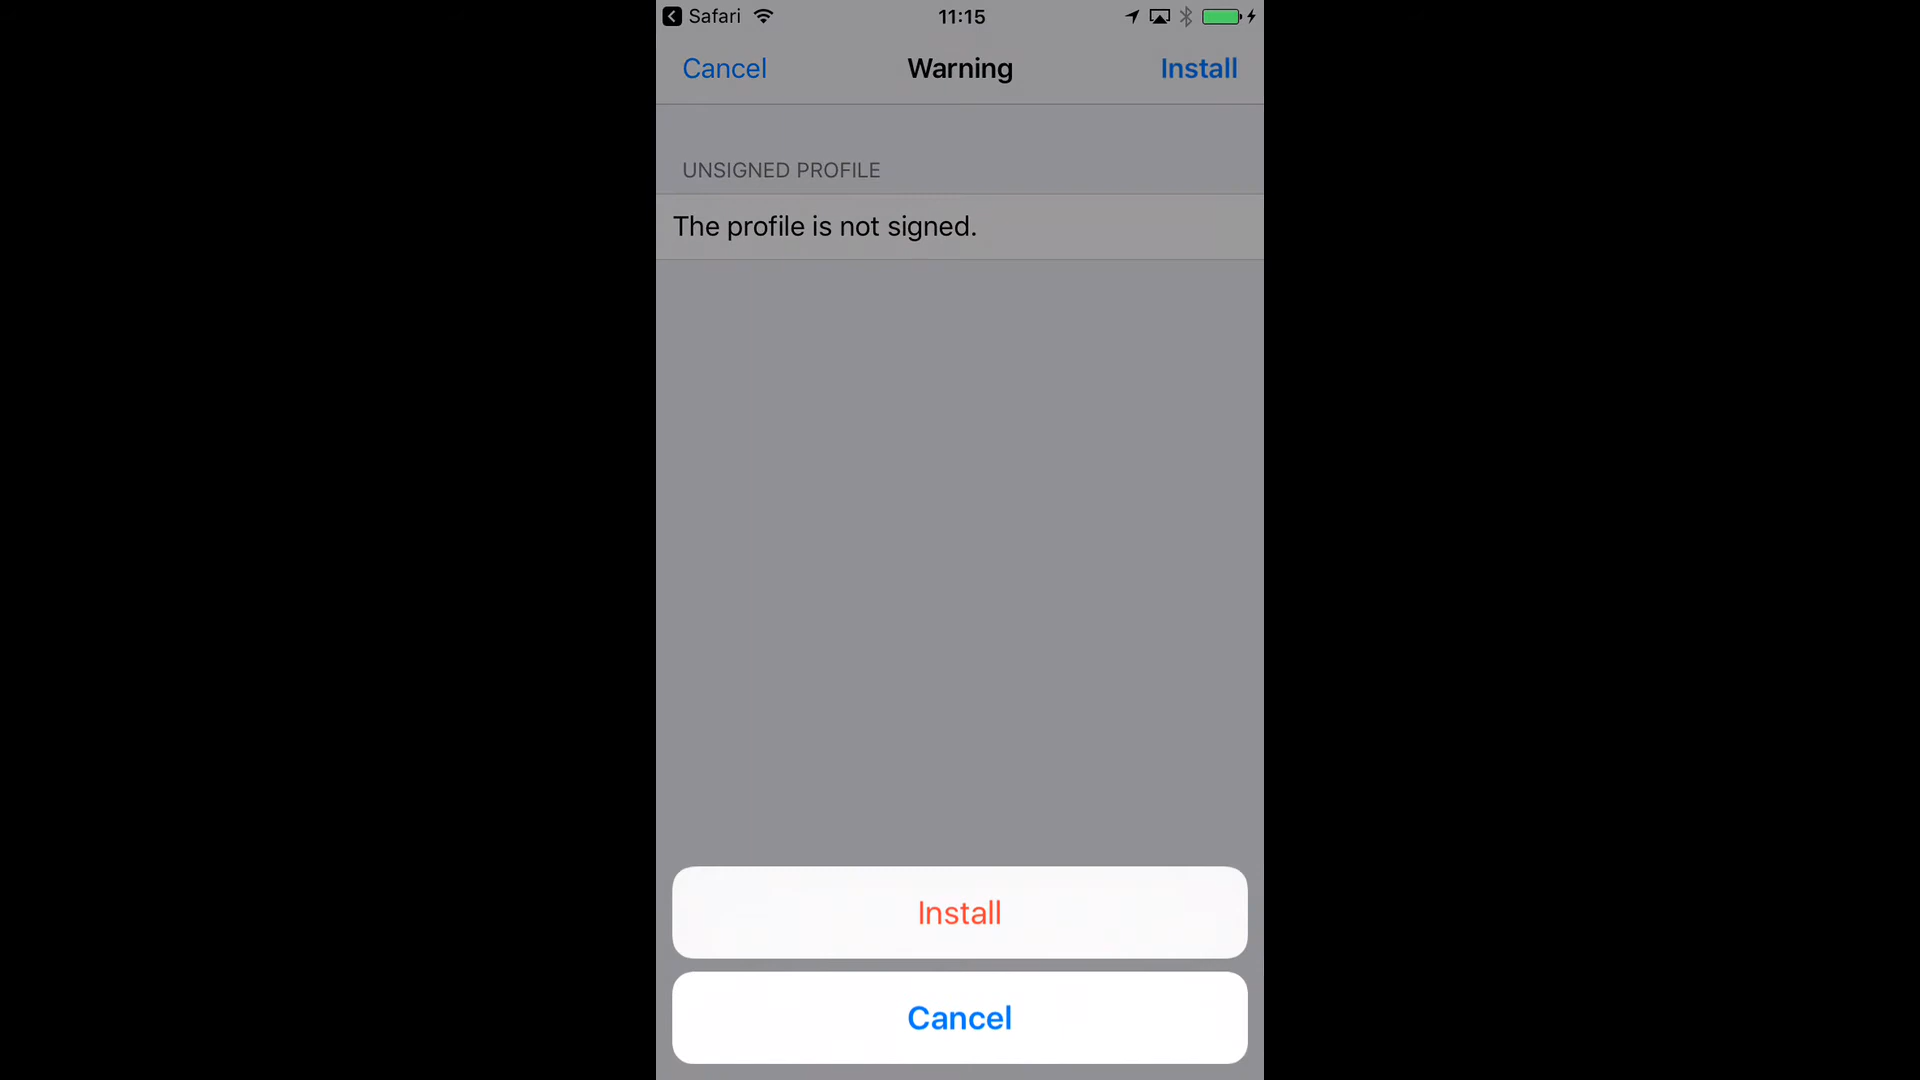 Safari 11:15
Cancel Warning Install
UNSIGNED PROFILE
The profile is not signed.
Install
Cancel